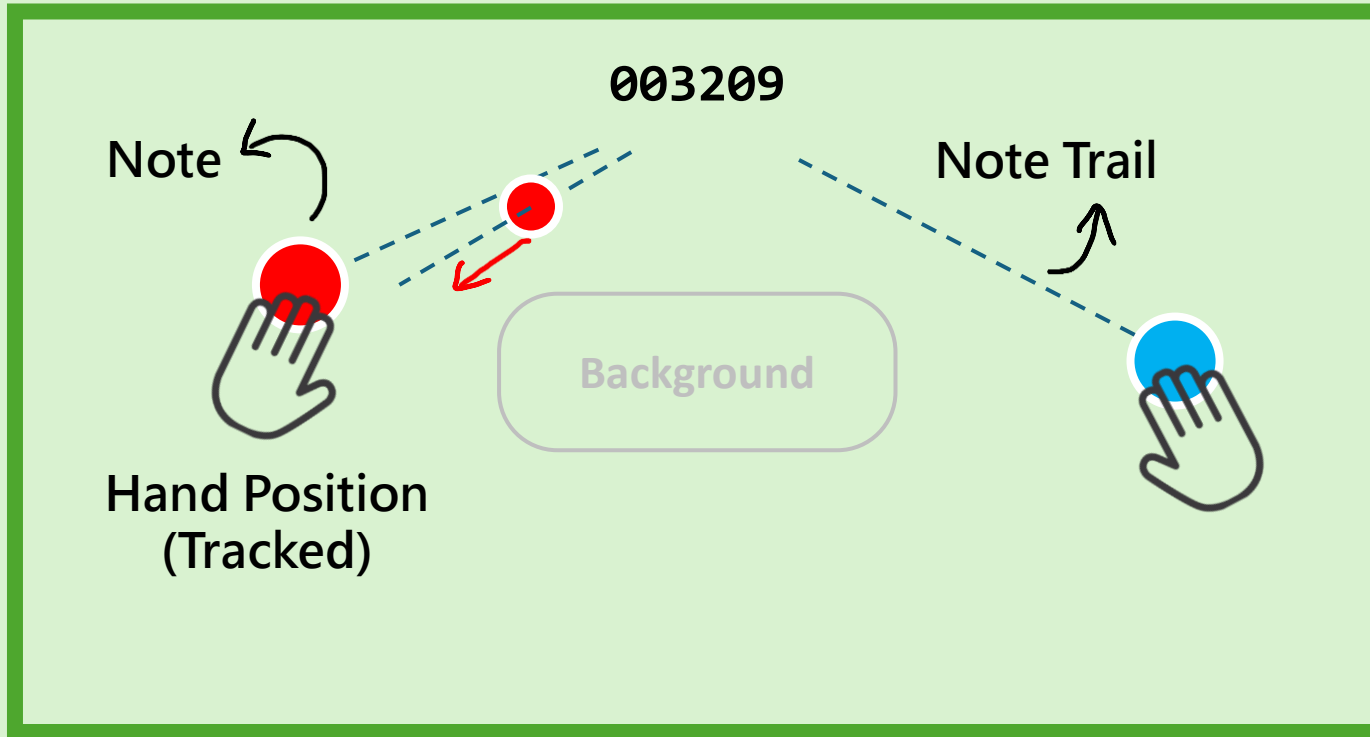 003209
Note
Note Trail
Background
Hand Position
(Tracked)